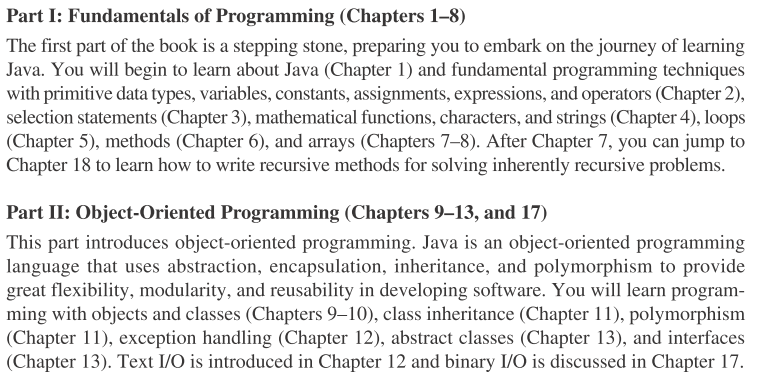 Part I: Fundamentals of Programming (Chapters 1–8)
The first part of the book is a stepping stone, preparing you to embark on the journey of learning
Java. You will begin to learn about Java (Chapter 1) and fundamental programming techniques
with primitive data types, variables, constants, assignments, expressions, and operators (Chapter 2),
selection statements (Chapter 3), mathematical functions, characters, and strings (Chapter 4), loops
(Chapter 5), methods (Chapter 6), and arrays (Chapters 7–8). After Chapter 7, you can jump to
Chapter 18 to learn how to write recursive methods for solving inherently recursive problems.
Part II: Object-Oriented Programming (Chapters 9–13, and 17)
This part introduces object-oriented programming. Java is an object-oriented programming
language that uses abstraction, encapsulation, inheritance, and polymorphism to provide
great flexibility, modularity, and reusability in developing software. You will learn program-
ming with objects and classes (Chapters 9–10), class inheritance (Chapter 11), polymorphism
(Chapter 11), exception handling (Chapter 12), abstract classes (Chapter 13), and interfaces
(Chapter 13). Text I/O is introduced in Chapter 12 and binary I/O is discussed in Chapter 17.